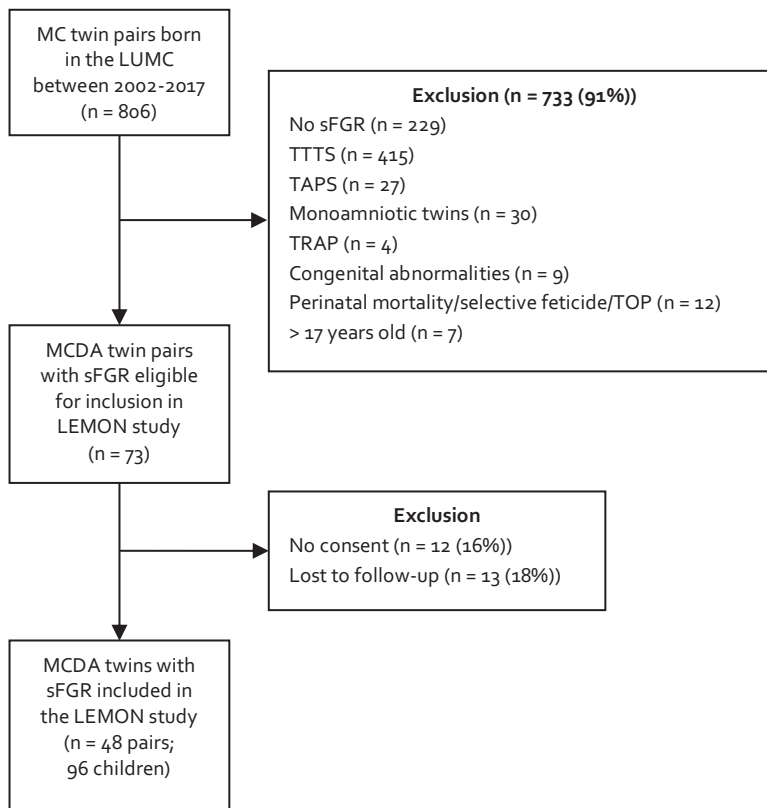 MC twin pairs born
in the LUMC
between 2002-2017
(n = 806)
Exclusion (n = 733 (91%))
No sFGR (n = 229)
TTTS (n = 415)
TAPS (n = 27)
Monoamniotic twins (n = 30)
TRAP (n = 4)
Congenital abnormalities (n = 9)
Perinatal mortality/selective feticide/TOP (n = 12)
> 17 years old (n = 7)
MCDA twin pairs
with sFGR eligible
for inclusion in
LEMON study
(n = 73)
Exclusion
No consent (n = 12 (16%))
Lost to follow-up (n = 13 (18%))
MCDA twins with
sFGR included in
the LEMON study
(n = 48 pairs;
96 children)